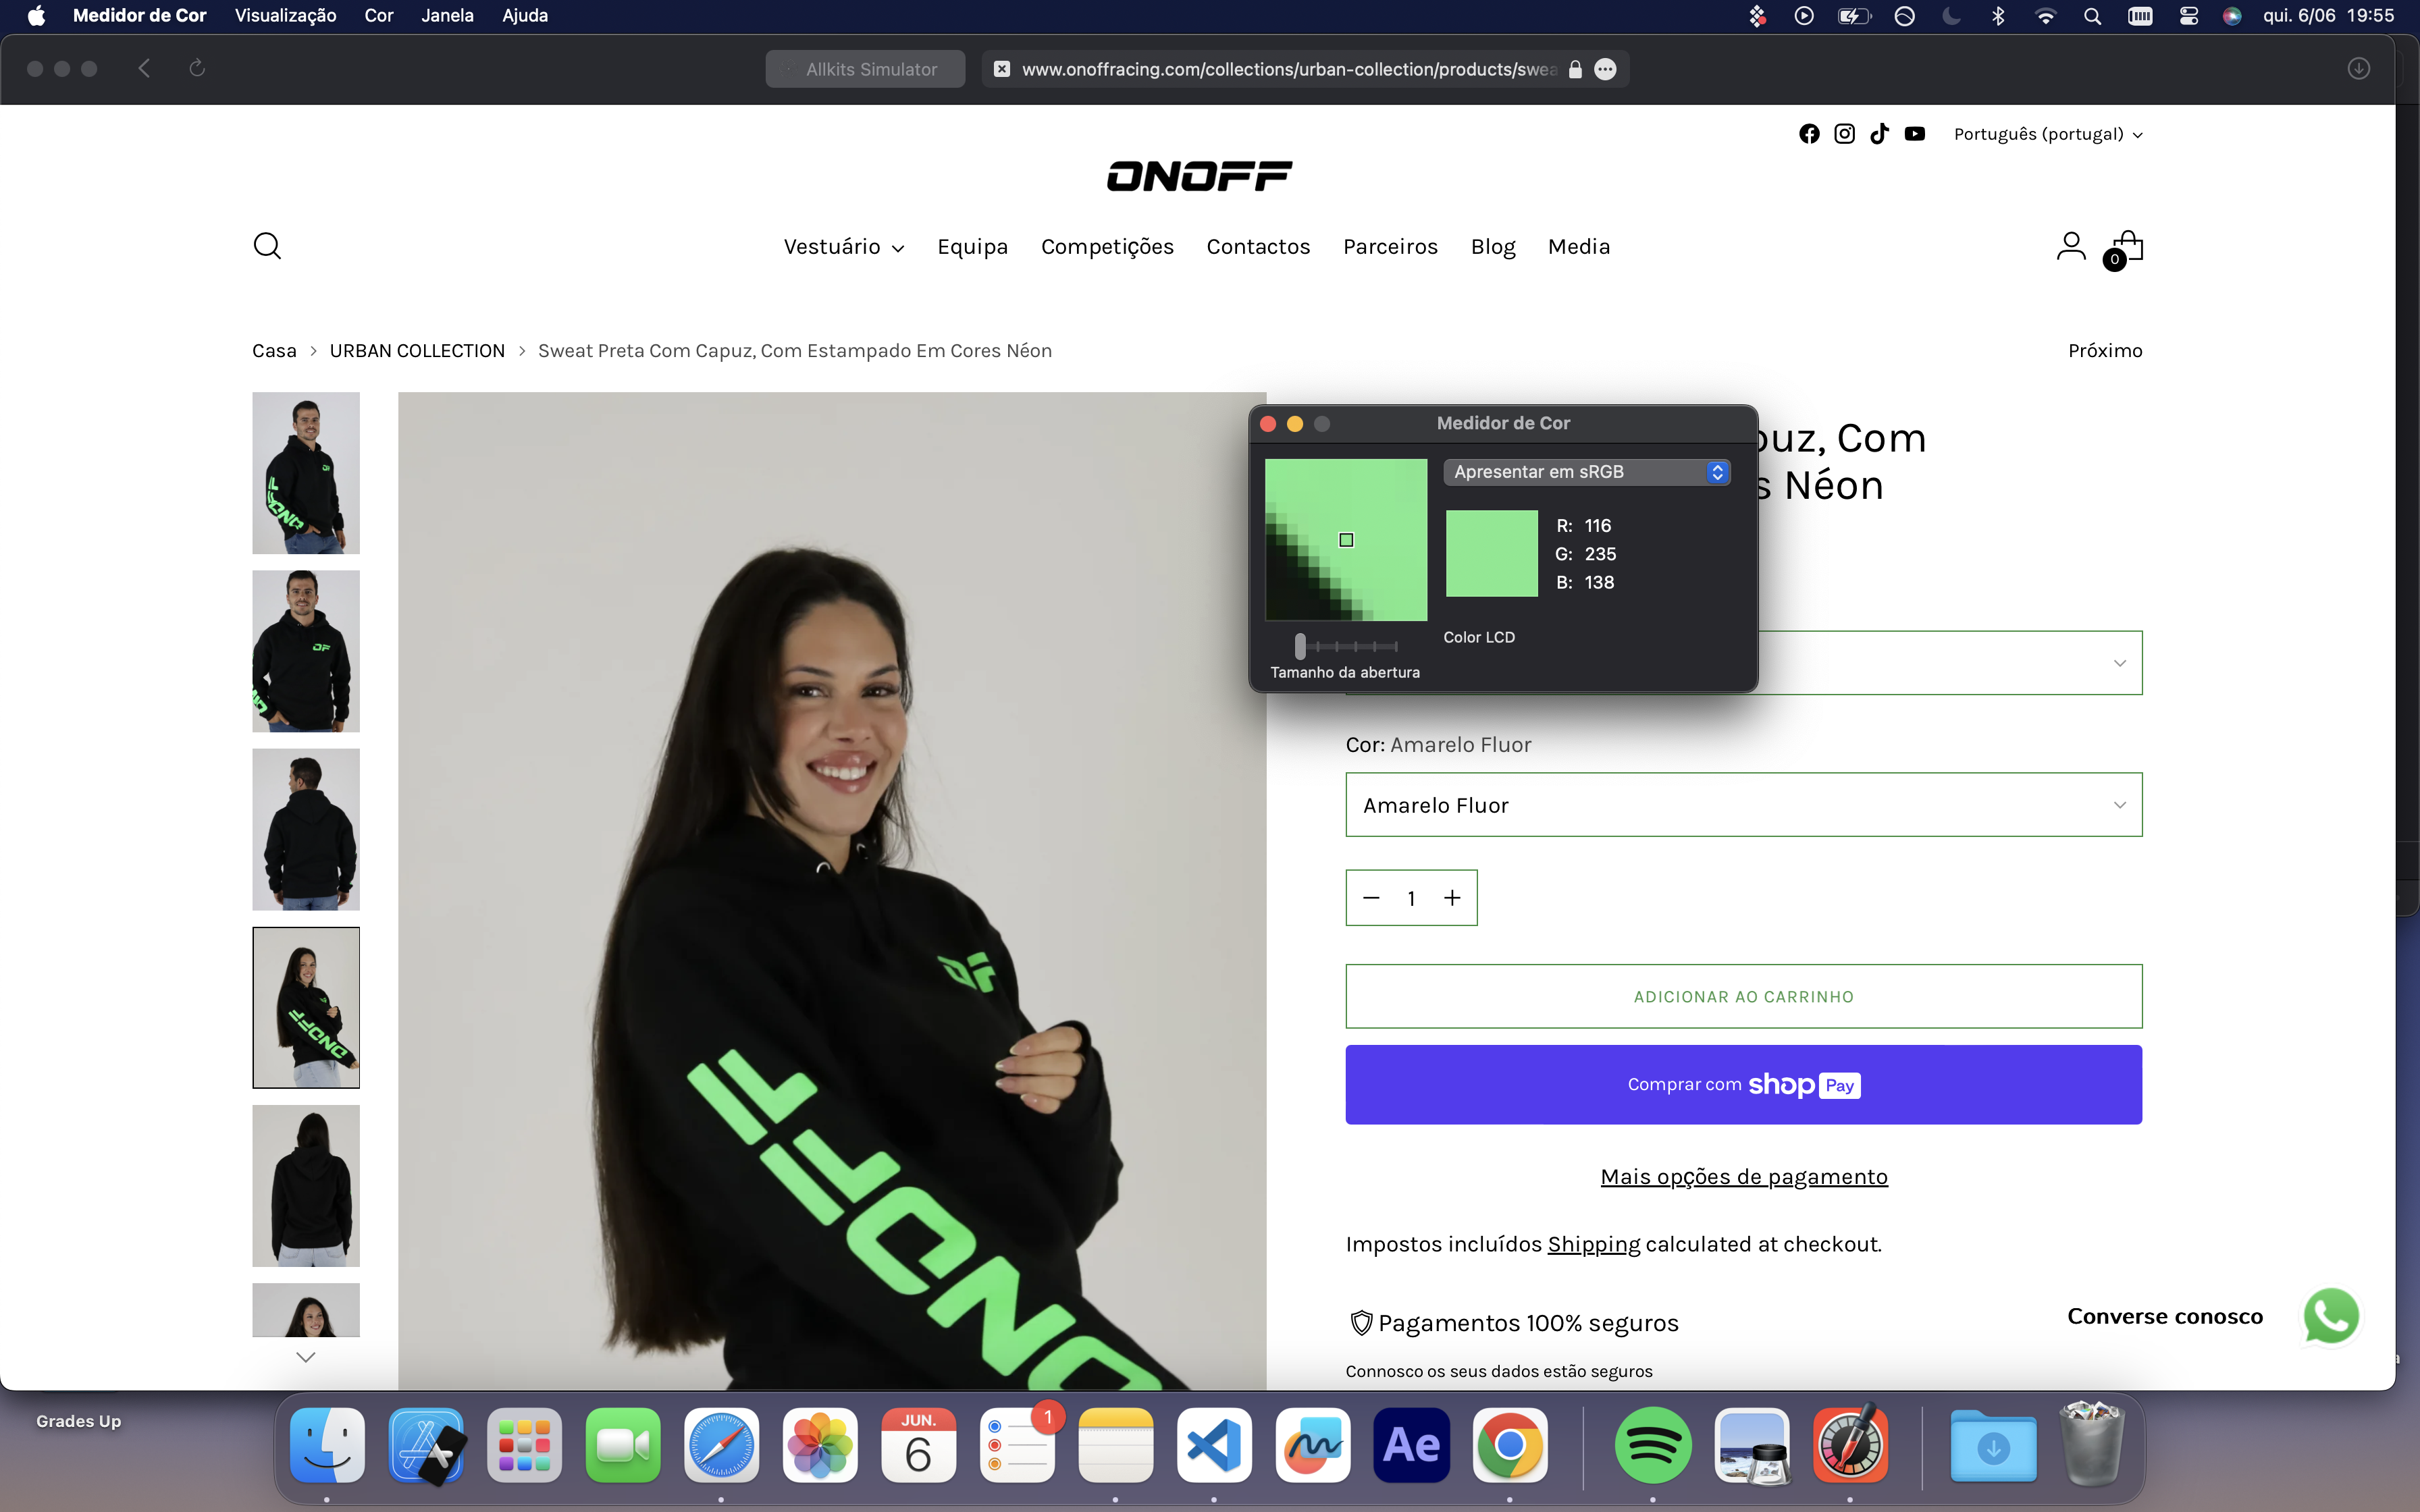 Medidor de Cor Visualização Cor Janela Ajuda qui. 6/06 19:55
Allkits Simulator www.onoffracing.com/collections/urban-collection/products/swea
Português (portugal)
ONOFF
Vestuário Equipa Competições Contactos Parceiros Blog Media 0
Casa > URBAN COLLECTION > Sweat Preta Com Capuz, Com Estampado Em Cores Néon Próximo
Medidor de Cor
puz, Com
Apresentar em sRGB
s Néon
R: 116
G: 235
B: 138
Color LCD
Tamanho da abertura
Cor: Amarelo Fluor
Amarelo Fluor
1
OF
ADICIONAR AO CARRINHO
Comprar com shop Pay
ONOFF
Mais opções de pagamento
Impostos incluídos Shipping calculated at checkout.
Pagamentos 100% seguros
Converse conosco
Connosco os seus dados estão seguros
Grades Up
JUN.
6
1
Ae